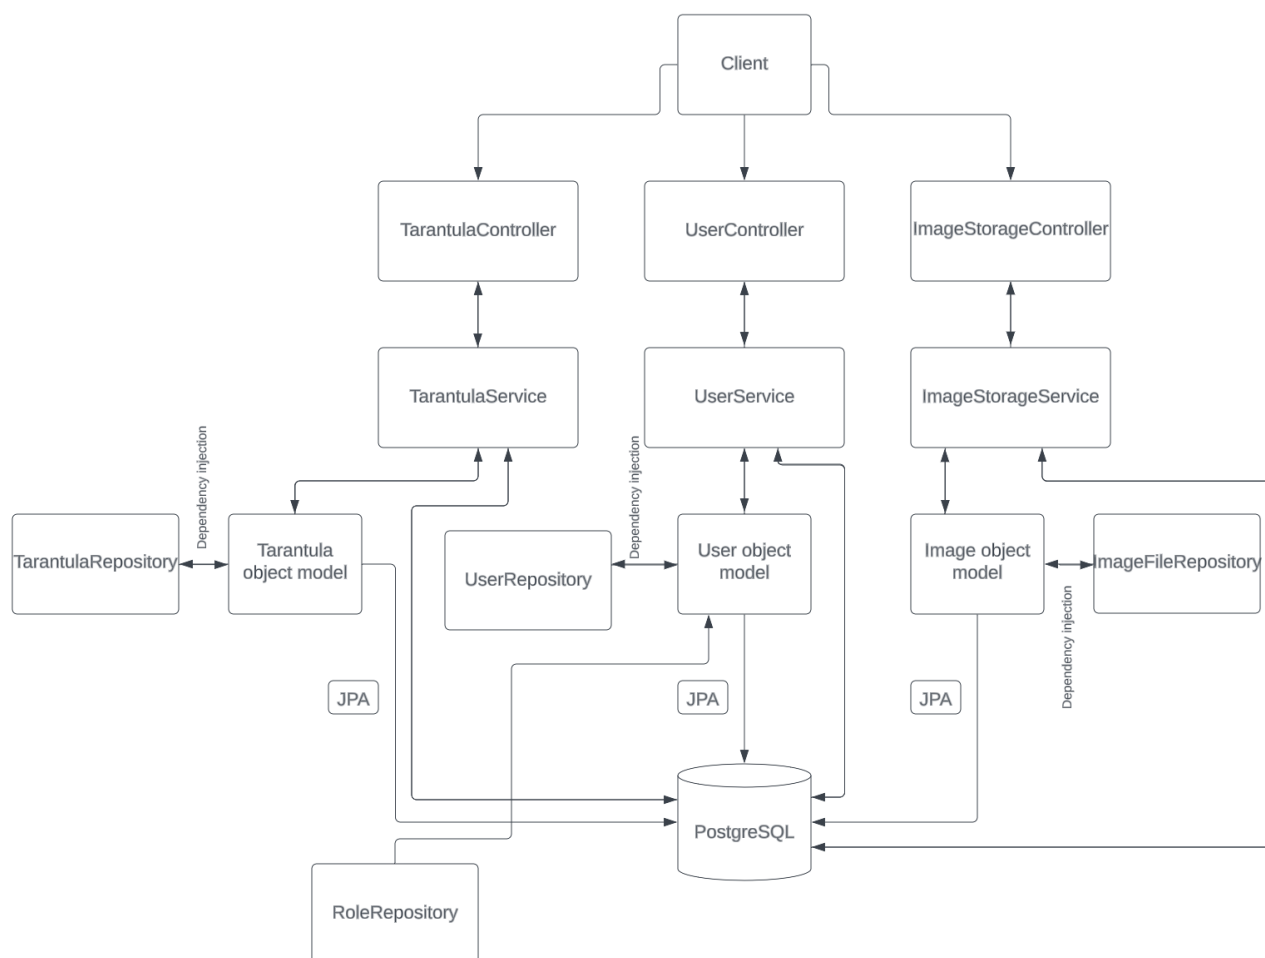 Client
TarantulaController
UserController
ImageStorageController
TarantulaService
UserService
ImageStorageService
Dependency injection
Dependency injection
TarantulaRepository
Tarantula
object model
UserRepository
User object
model
Image object
model
ImageFileRepository
Dependency injection
JPA
JPA
JPA
PostgreSQL
RoleRepository